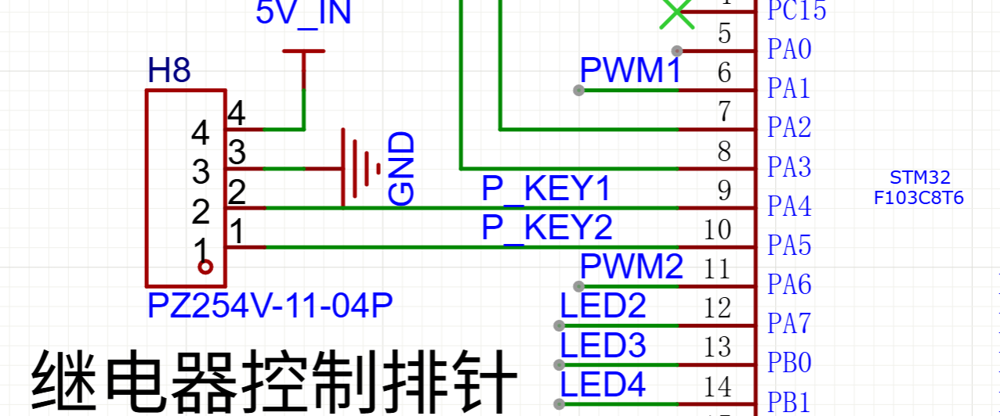 5V_IN
H8
4
3
2
1
4
3
2
1
GND
PZ254V-11-04P
继电器控制排针
P_KEY1
P_KEY2
PWM1
PWM2
LED2
LED3
LED4
PC15
5 PA0
6 PA1
7 PA2
8 PA3
9 PA4
10 PA5
11 PA6
12 PA7
13 PB0
14 PB1
STM32
F103C8T6